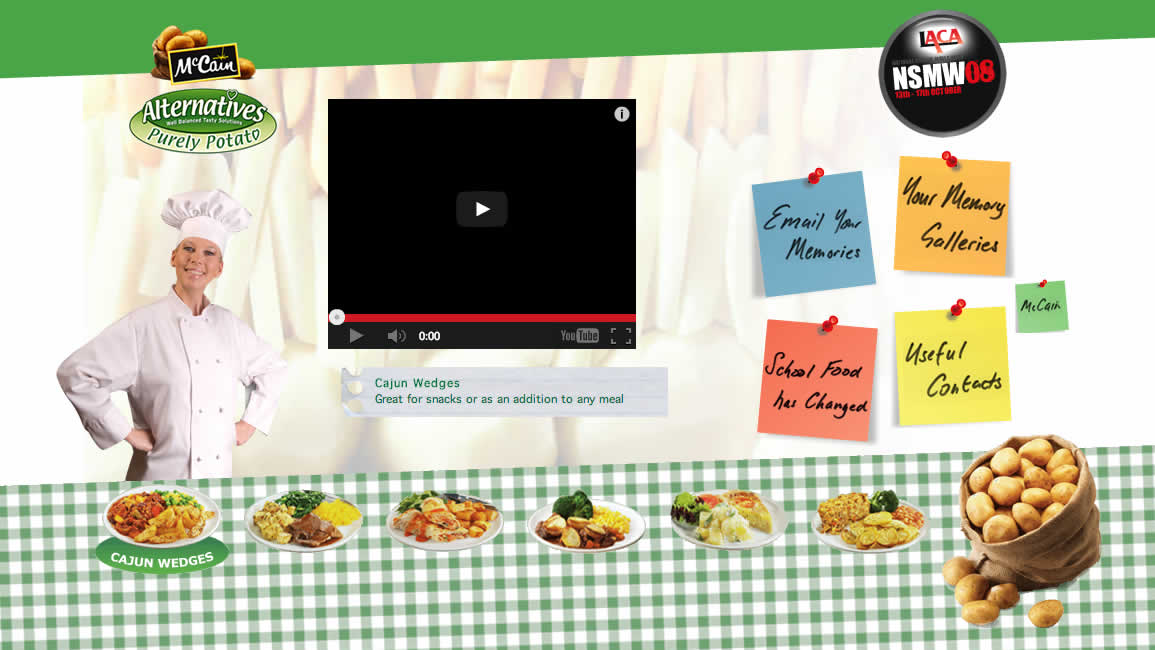 McCain
Alternatives
Well Balanced Tasty Solutions
Purely Potato
LACA
NSMW08
13th - 17th OCTOBER
Email Your
Memories
Your Memory
Galleries
McCain
School Food
has Changed
Useful
Contacts
0:00
YouTube
Cajun Wedges
Great for snacks or as an addition to any meal
CAJUN WEDGES